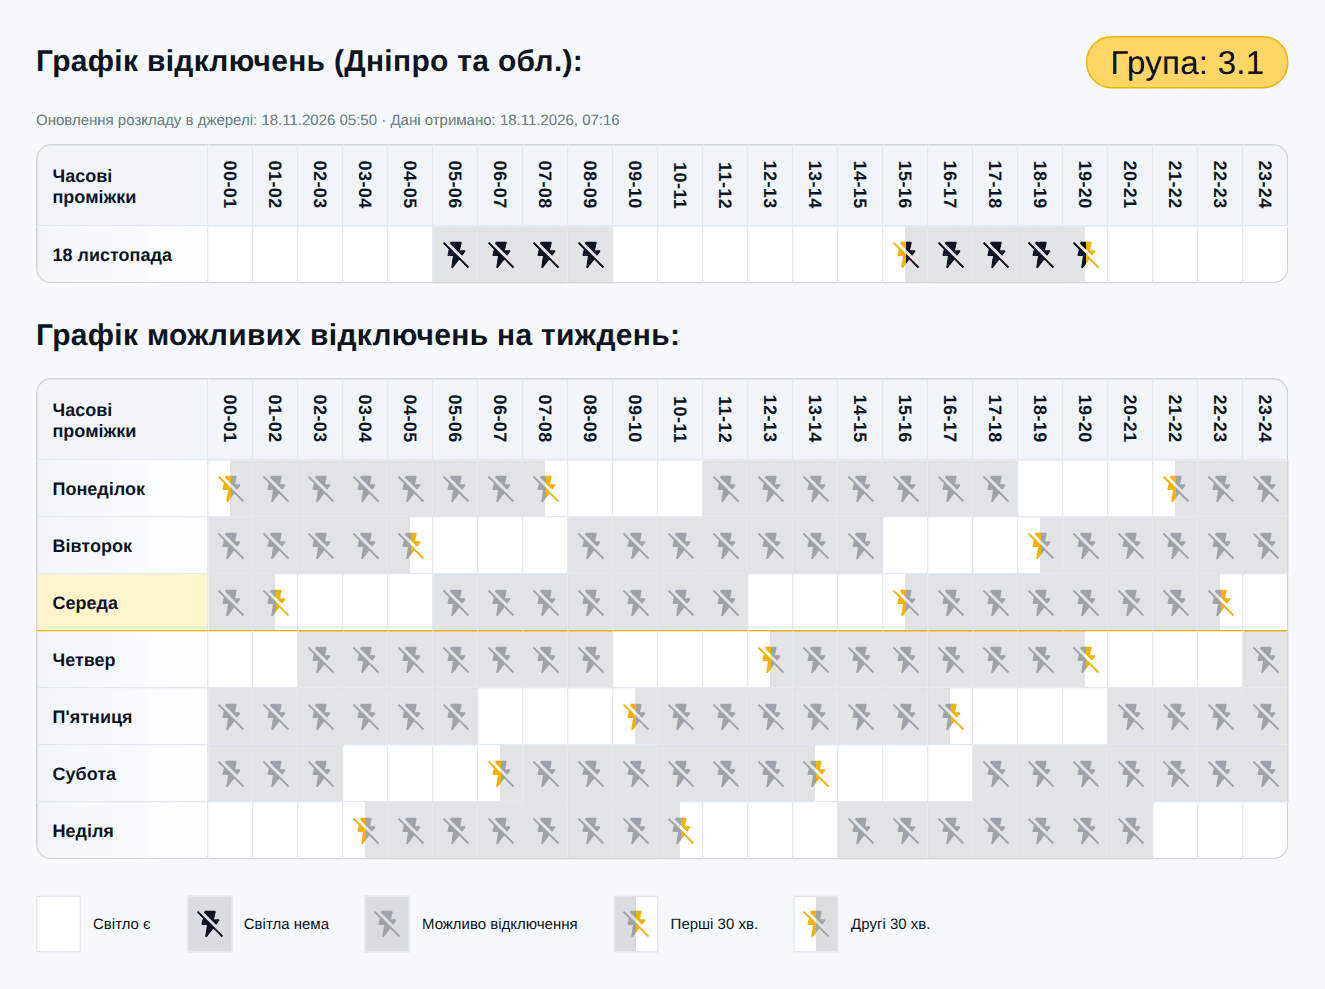 Графік відключень (Дніпро та обл.):
Група: 3.1
Оновлення розкладу в джерелі: 18.11.2026 05:50 · Дані отримано: 18.11.2026, 07:16
Часові проміжки 00-01 01-02 02-03 03-04 04-05 05-06 06-07 07-08 08-09 09-10 10-11 11-12 12-13 13-14 14-15 15-16 16-17 17-18 18-19 19-20 20-21 21-22 22-23 23-24
18 листопада
Графік можливих відключень на тиждень:
Часові проміжки 00-01 01-02 02-03 03-04 04-05 05-06 06-07 07-08 08-09 09-10 10-11 11-12 12-13 13-14 14-15 15-16 16-17 17-18 18-19 19-20 20-21 21-22 22-23 23-24
Понеділок
Вівторок
Середа
Четвер
П'ятниця
Субота
Неділя
Світло є Світла нема Можливо відключення Перші 30 хв. Другі 30 хв.